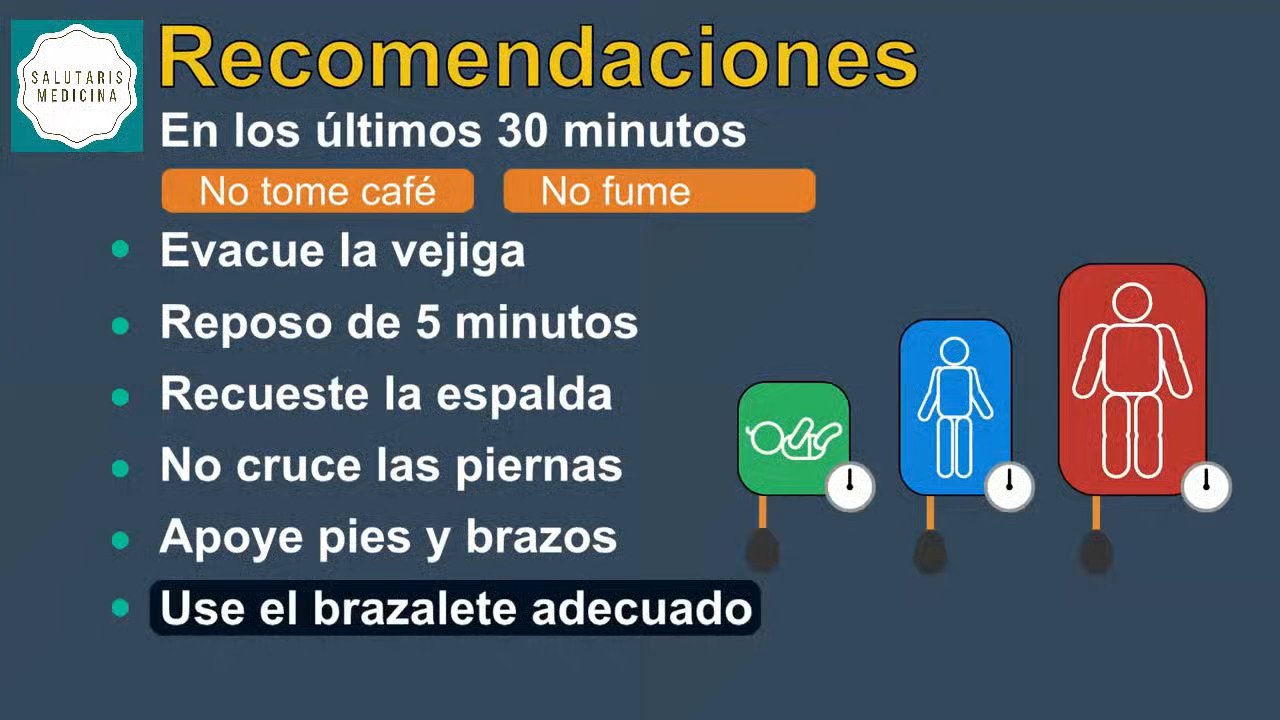 SALUTARIS
MEDICINA
Recomendaciones
En los últimos 30 minutos
No tome café
No fume
Evacue la vejiga
Reposo de 5 minutos
Recueste la espalda
No cruce las piernas
Apoye pies y brazos
Use el brazalete adecuado